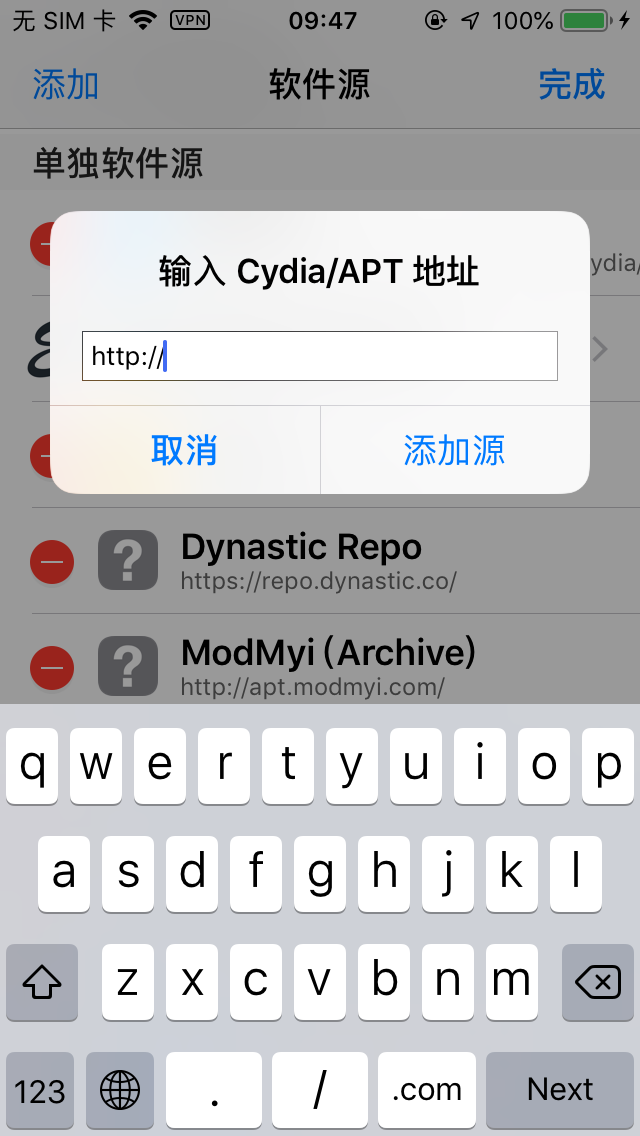 无 SIM 卡 VPN 09:47 100%
添加 软件源 完成
单独软件源
ydia/
输入 Cydia/APT 地址
http://
取消 添加源
Dynastic Repo
https://repo.dynastic.co/
ModMyi (Archive)
http://apt.modmyi.com/
q w e r t y u i o p
a s d f g h j k l
z x c v b n m
123 . / .com Next